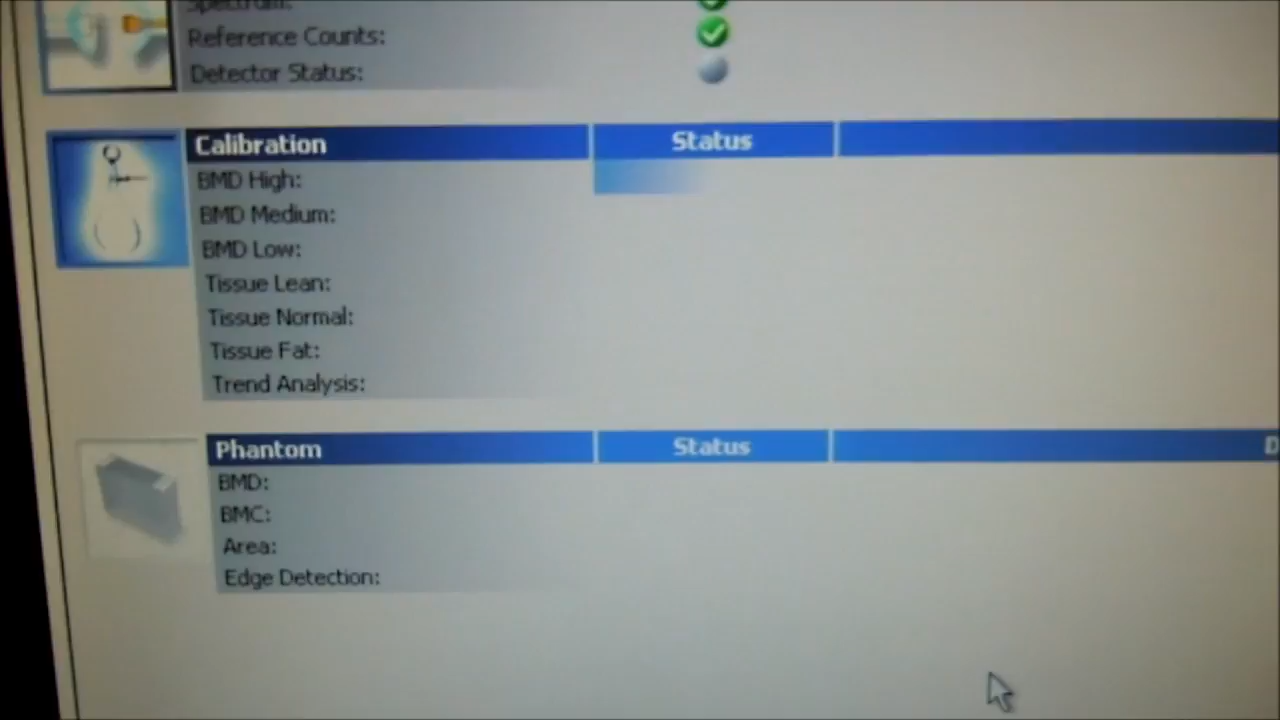 Spectrum:
Reference Counts:
Detector Status:
Calibration Status
BMD High:
BMD Medium:
BMD Low:
Tissue Lean:
Tissue Normal:
Tissue Fat:
Trend Analysis:
Phantom Status D
BMD:
BMC:
Area:
Edge Detection: